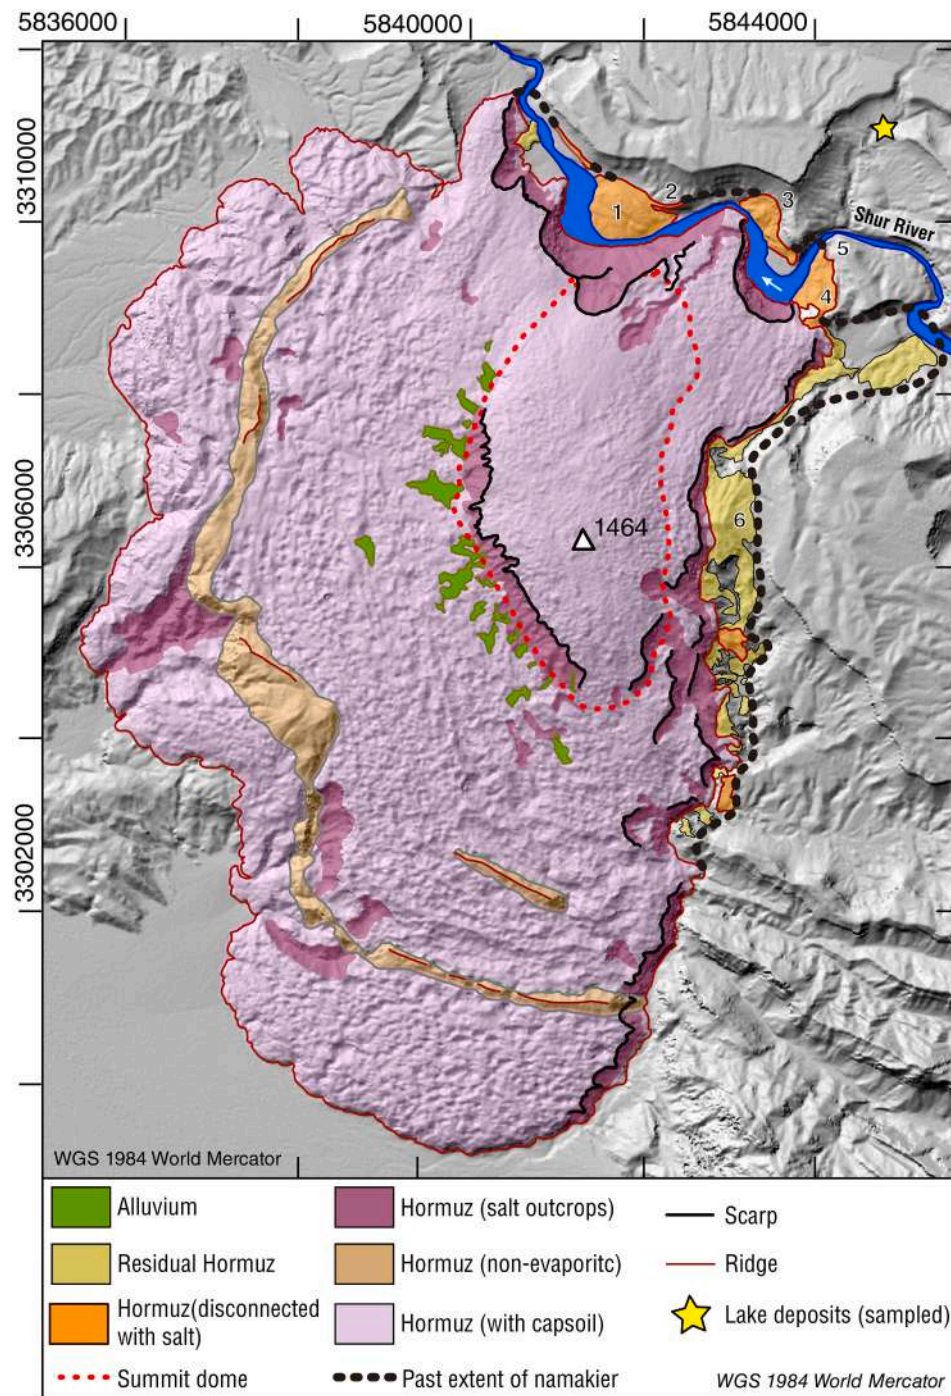 5836000 5840000 5844000
3310000
2
3
1
Shur River
5
4
3306000
6
1464
3302000
WGS 1984 World Mercator
Alluvium
Hormuz (salt outcrops)
Scarp
Residual Hormuz
Hormuz (non-evaporitc)
Ridge
Hormuz(disconnected
with salt)
Hormuz (with capsoil)
Lake deposits (sampled)
Summit dome
Past extent of namakier
WGS 1984 World Mercator